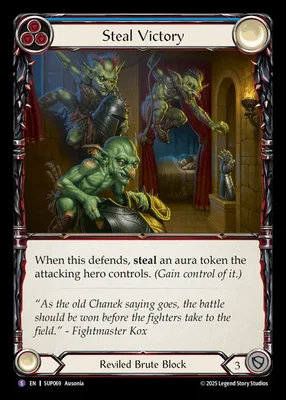 Steal Victory
When this defends, steal an aura token the
attacking hero controls. (Gain control of it.)
“As the old Chanek saying goes, the battle
should be won before the fighters take to the
field.” - Fightmaster Kox
Reviled Brute Block
3
S EN | SUP069 Ausonia
© 2025 Legend Story Studios